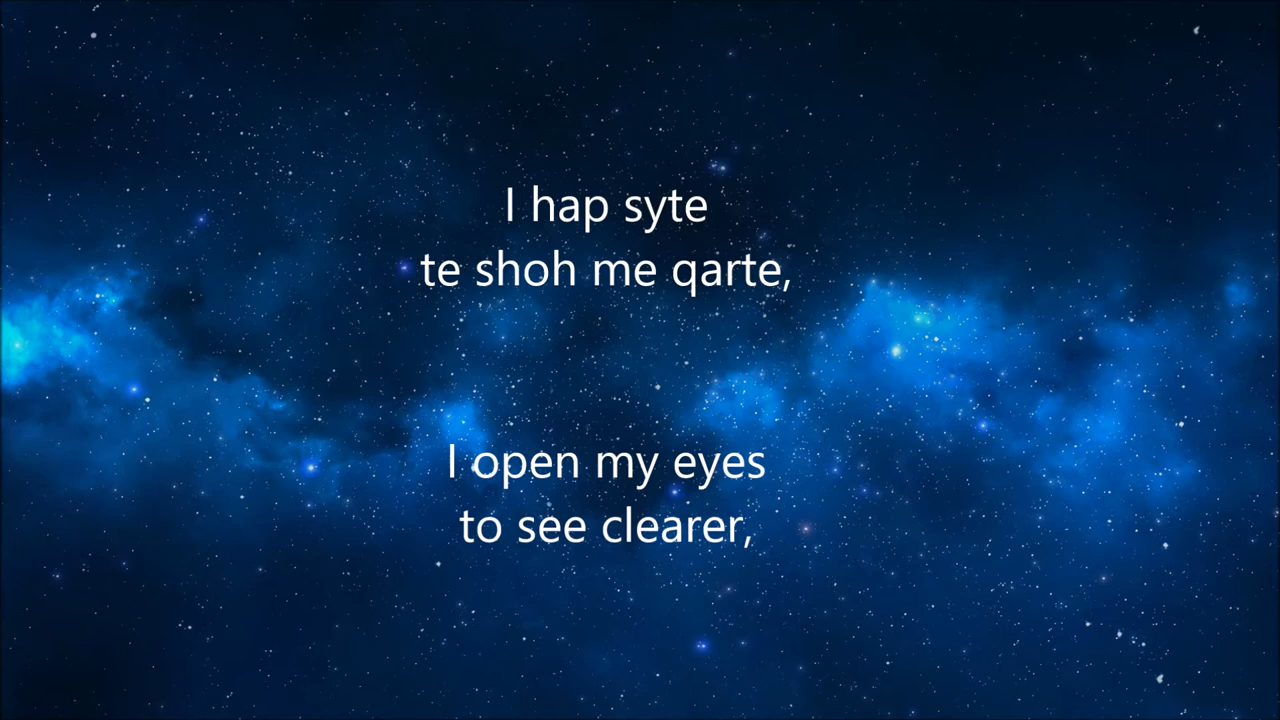 I hap syte
te shoh me qarte,
I open my eyes
to see clearer,